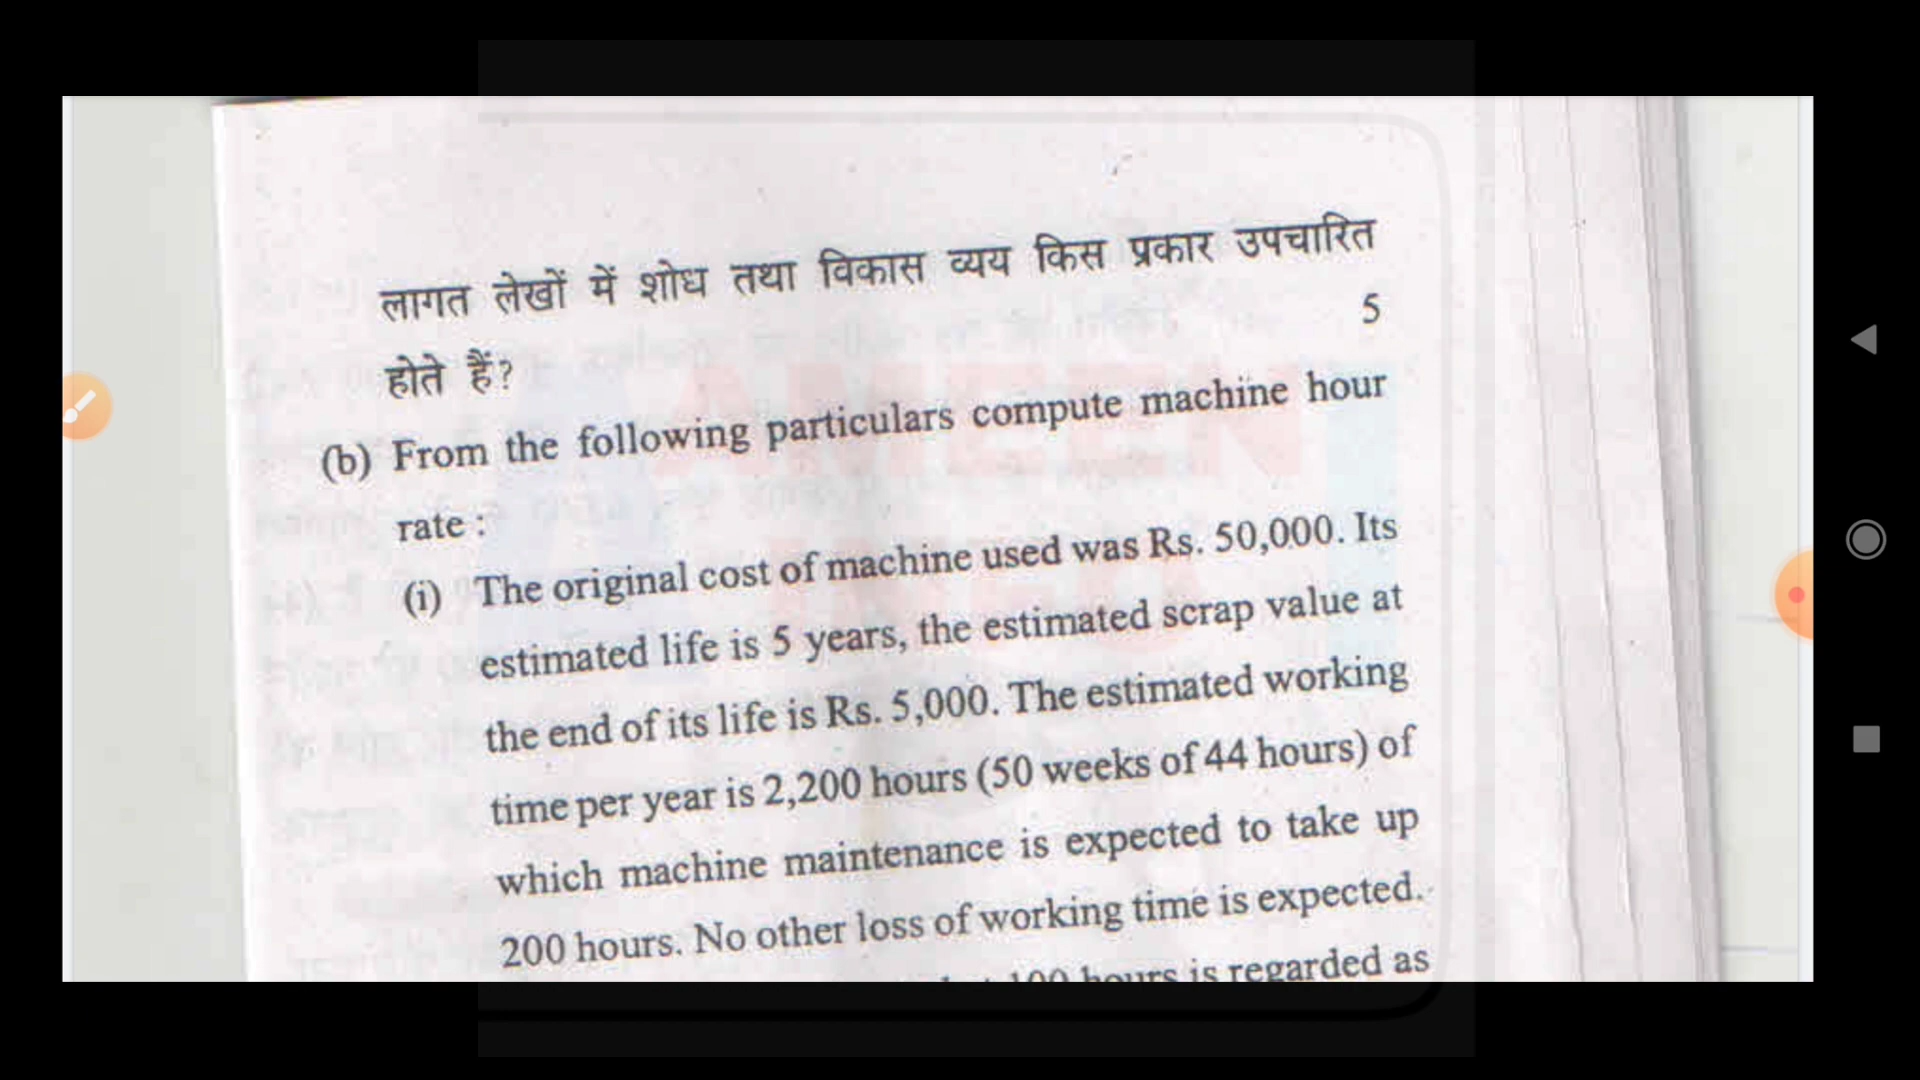 लागत लेखों में शोध तथा विकास व्यय किस प्रकार उपचारित
होते हैं? 5
(b) From the following particulars compute machine hour
rate :
(i) The original cost of machine used was Rs. 50,000. Its
estimated life is 5 years, the estimated scrap value at
the end of its life is Rs. 5,000. The estimated working
time per year is 2,200 hours (50 weeks of 44 hours) of
which machine maintenance is expected to take up
200 hours. No other loss of working time is expected.
100 hours is regarded as
AMEEN